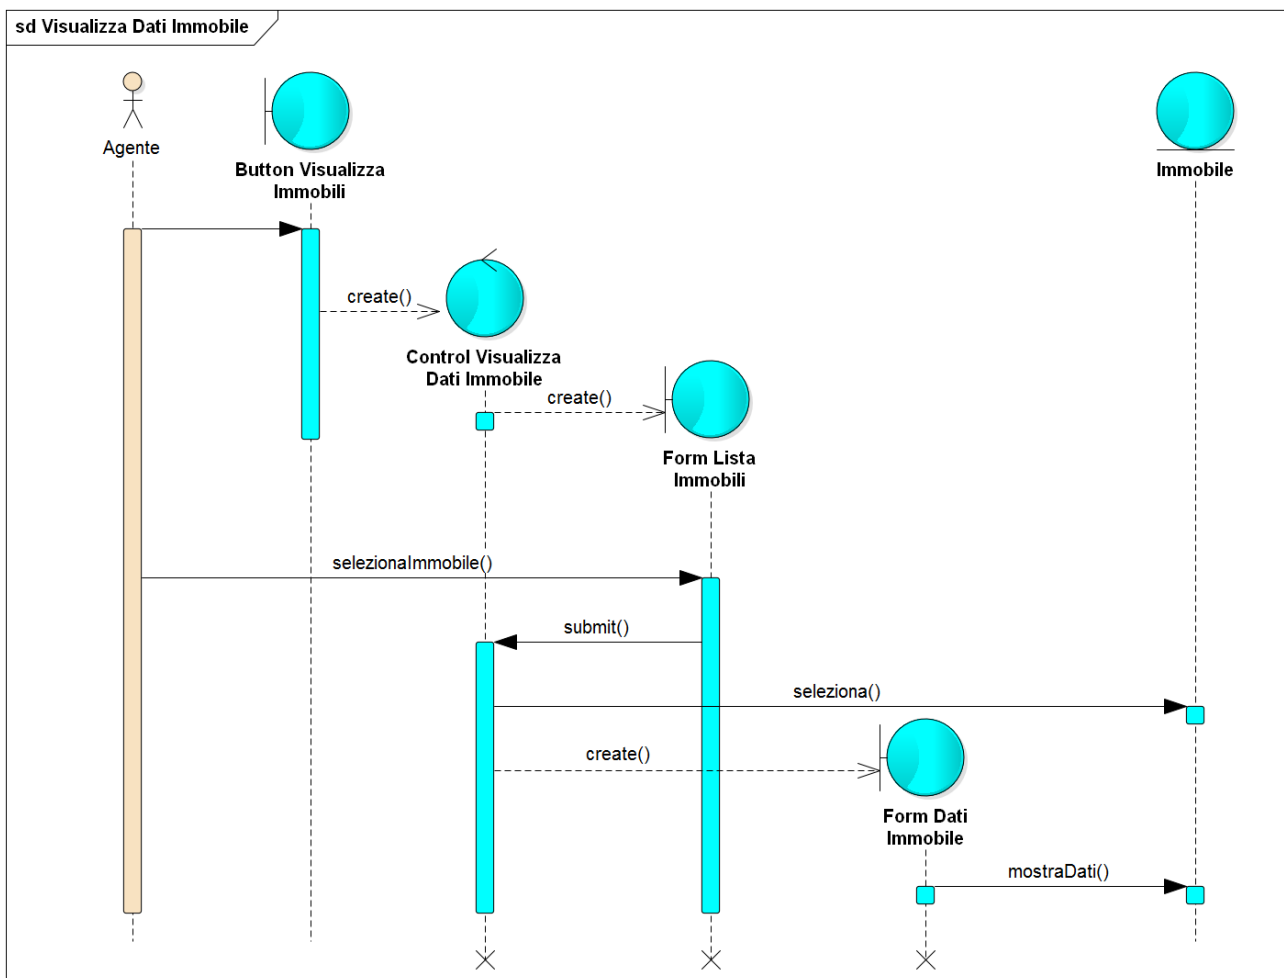 sd Visualizza Dati Immobile
Agente
Button Visualizza
Immobili
Immobile
create()
Control Visualizza
Dati Immobile
create()
Form Lista
Immobili
selezionaImmobile()
submit()
seleziona()
create()
Form Dati
Immobile
mostraDati()